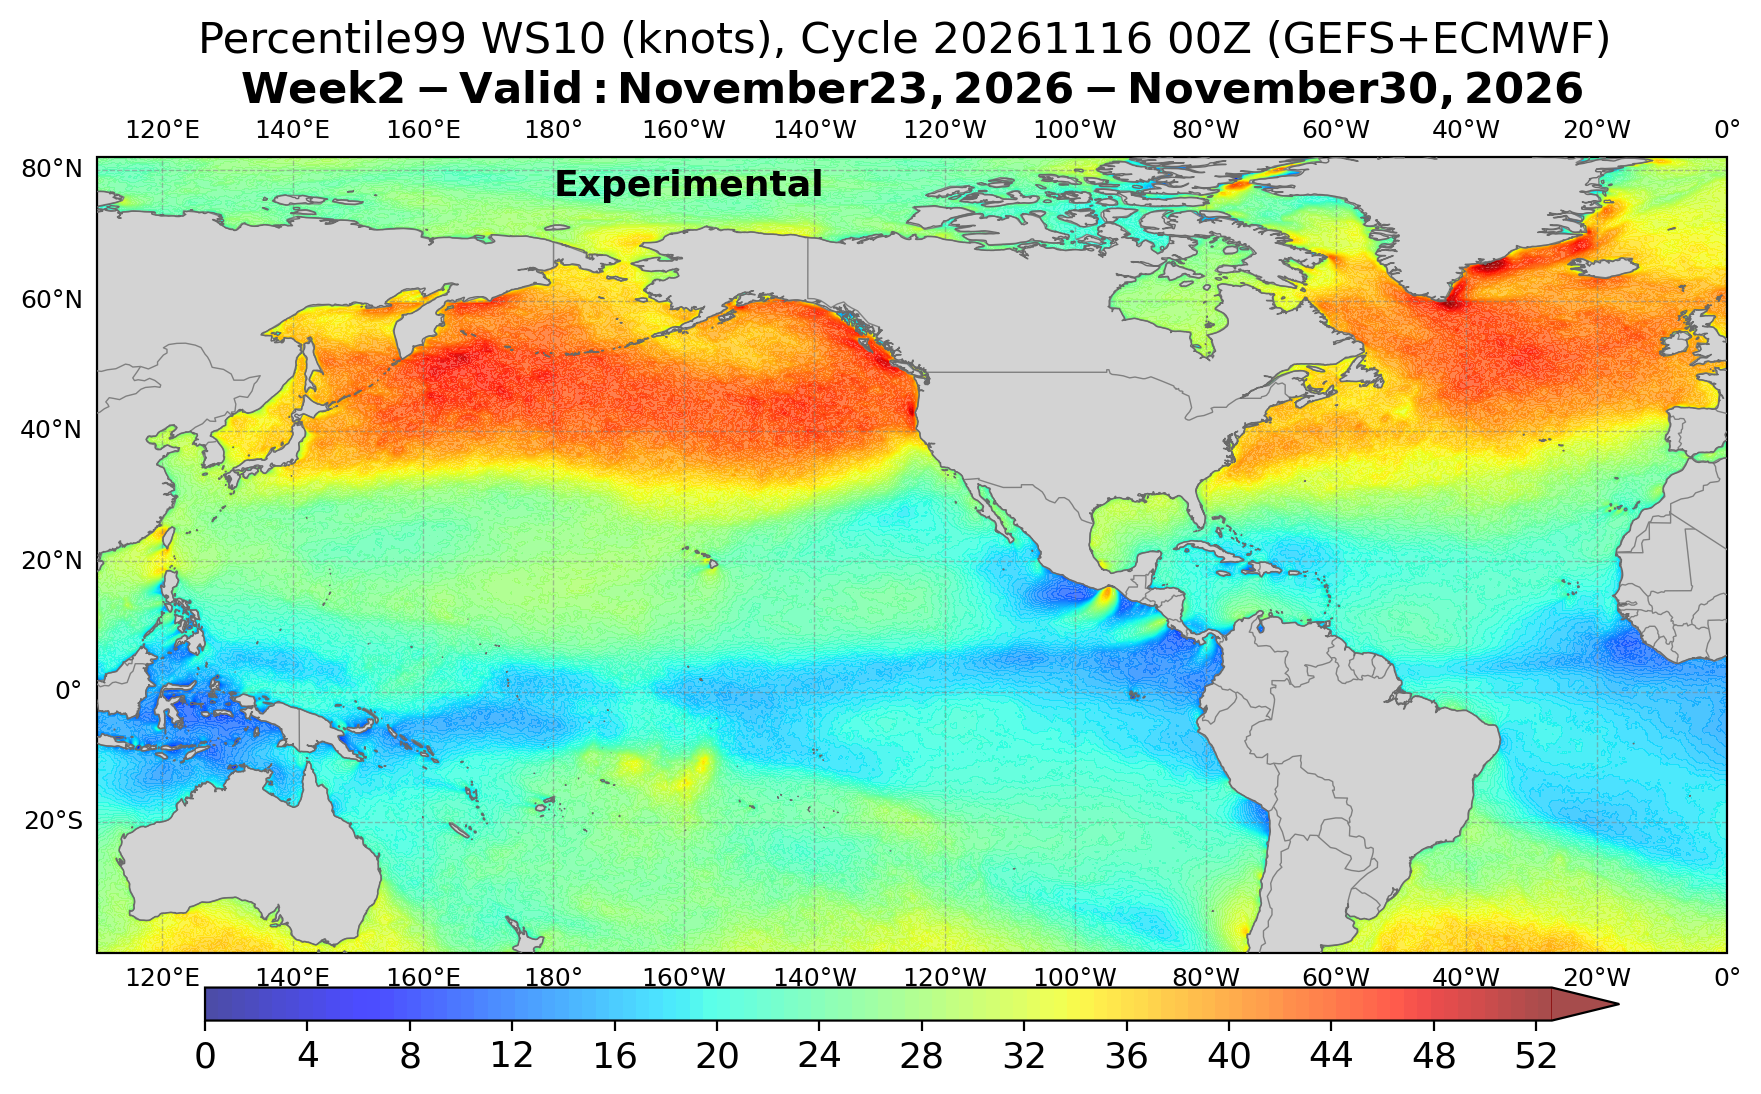 Percentile99 WS10 (knots), Cycle 20261116 00Z (GEFS+ECMWF)
Week2 − Valid : November23, 2026 − November30, 2026
120°E 140°E 160°E 180° 160°W 140°W 120°W 100°W 80°W 60°W 40°W 20°W 0°
80°N
Experimental
60°N
40°N
20°N
0°
20°S
120°E 140°E 160°E 180° 160°W 140°W 120°W 100°W 80°W 60°W 40°W 20°W 0°
0 4 8 12 16 20 24 28 32 36 40 44 48 52